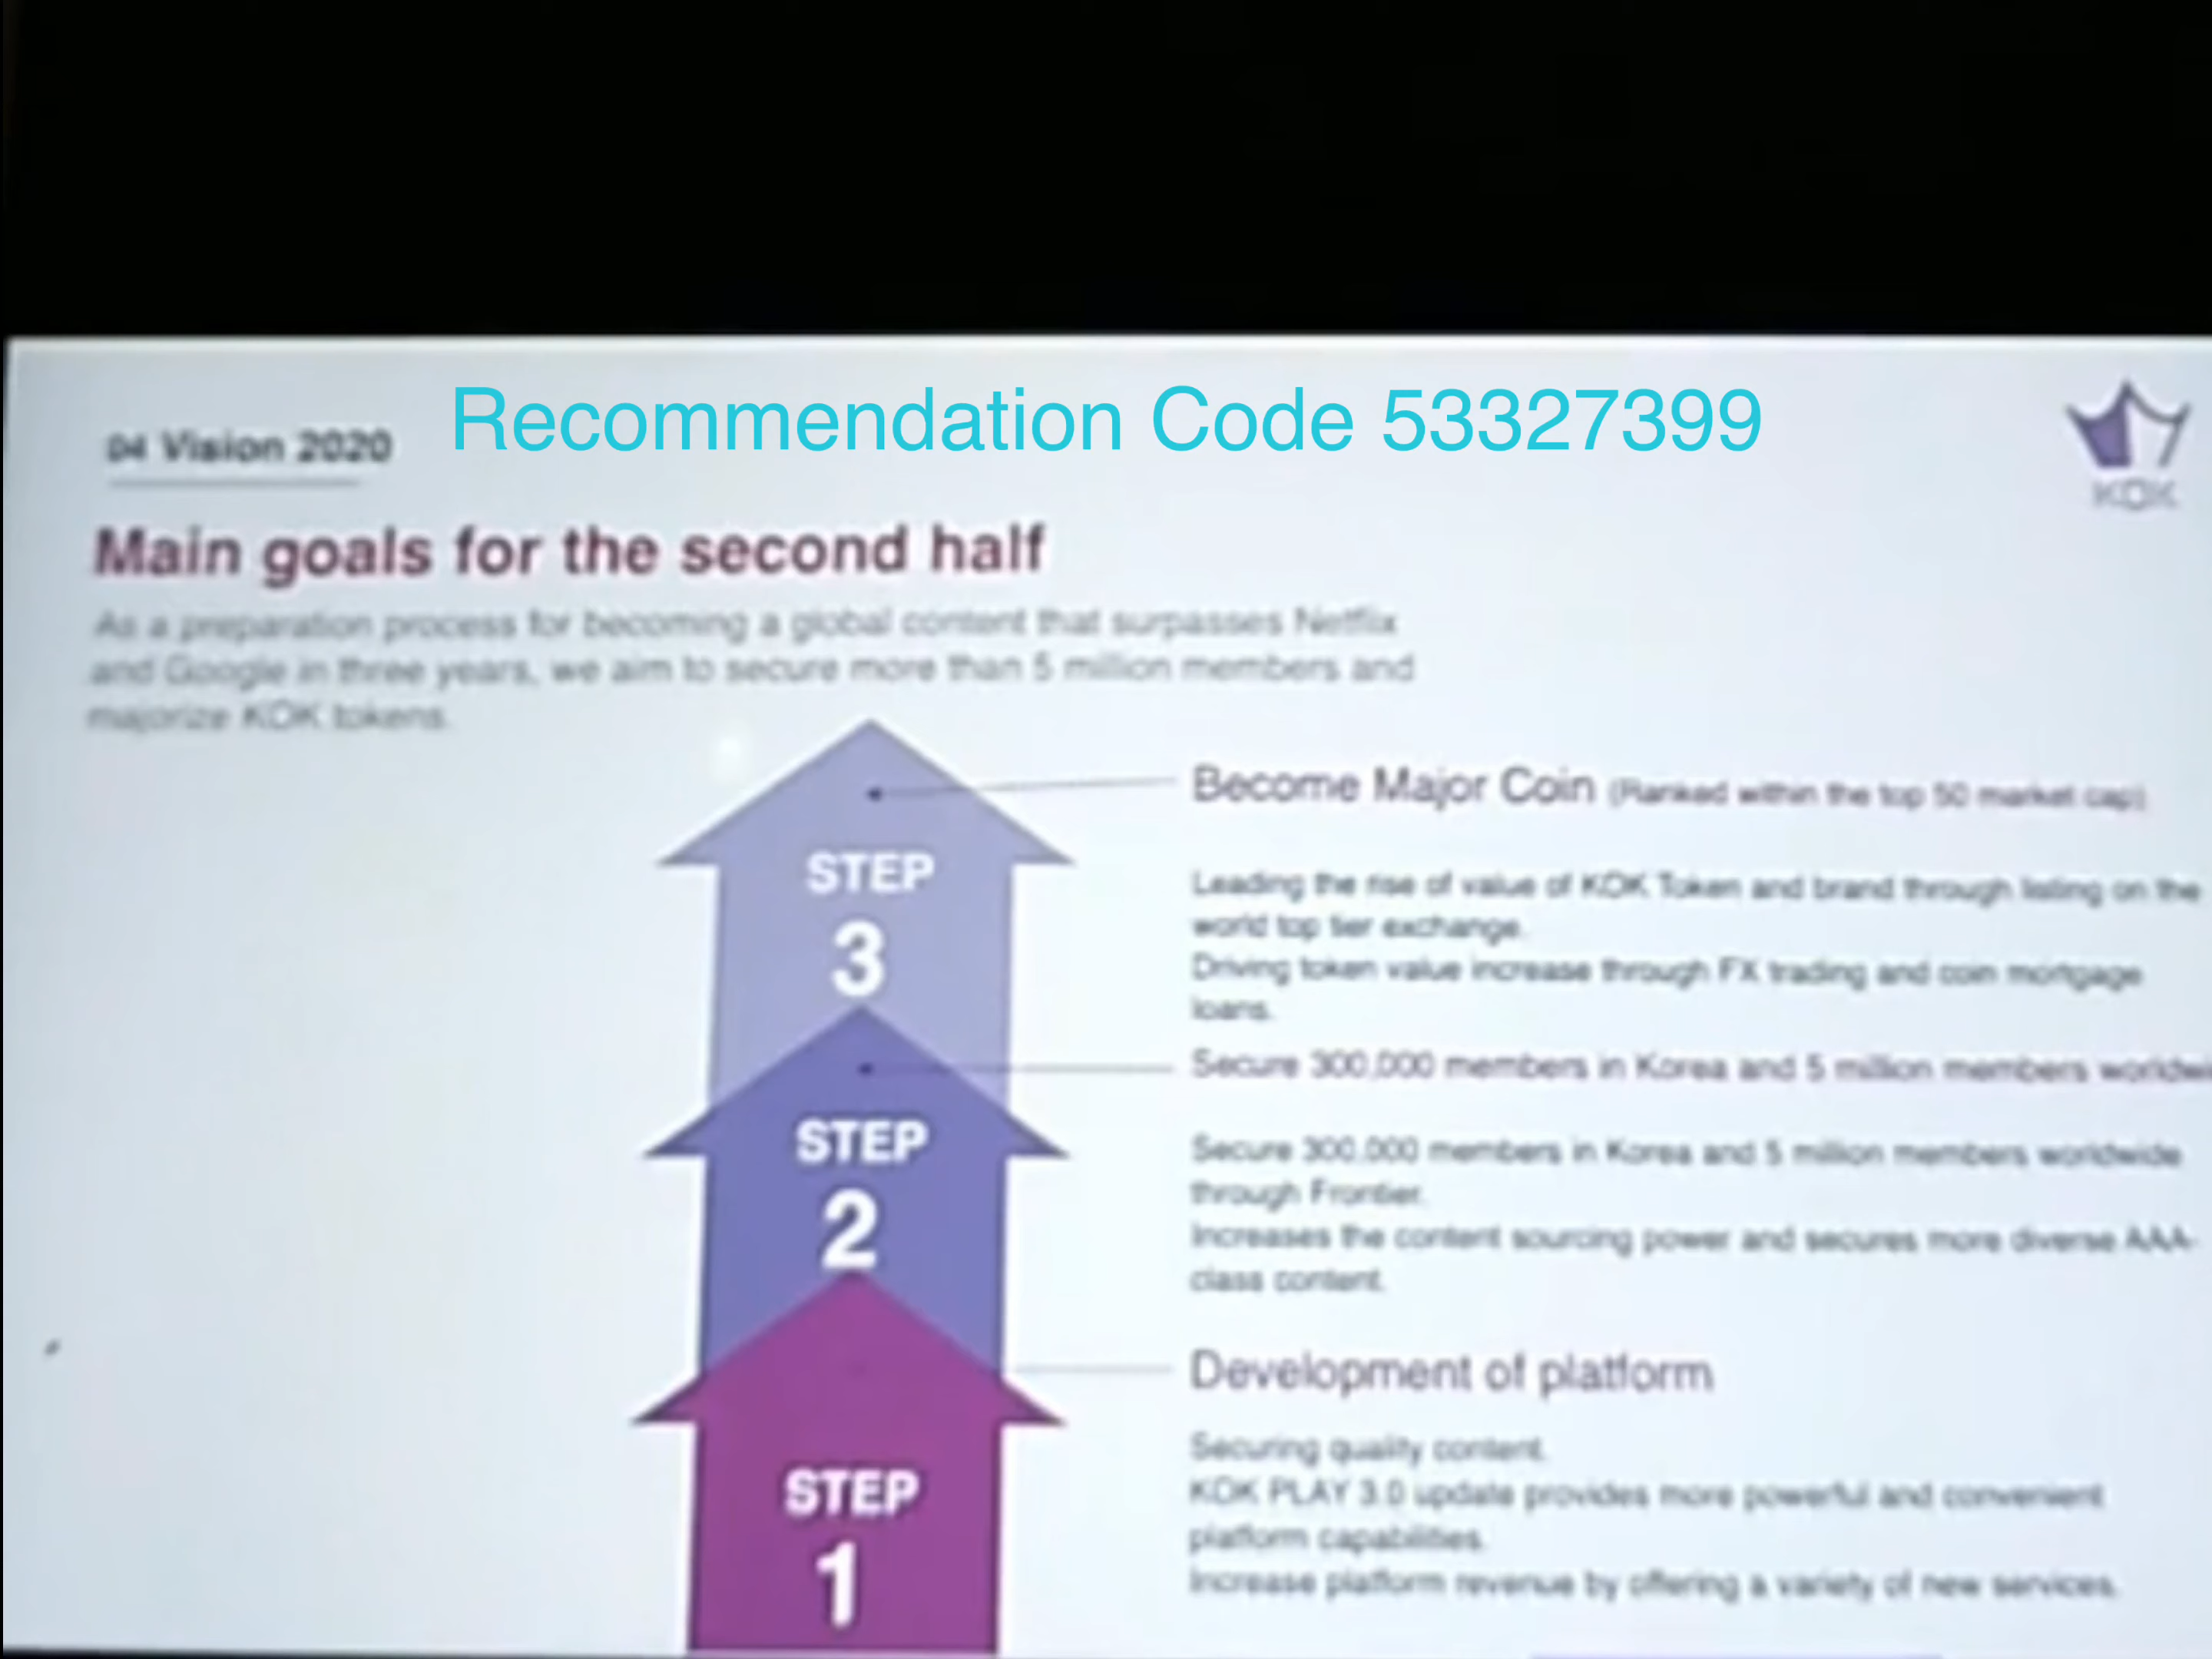 Recommendation Code 53327399
04 Vision 2020
KOK
Main goals for the second half
As a preparation process for becoming a global content that surpasses Netflix
and Google in three years, we aim to secure more than 5 million members and
majorize KOK tokens.
Become Major Coin (Ranked within the top 50 market cap)
STEP
3
Leading the rise of value of KOK Token and brand through listing on the
world top tier exchange.
Driving token value increase through FX trading and coin mortgage
loans.
Secure 300,000 members in Korea and 5 million members worldwi
STEP
2
Secure 300,000 members in Korea and 5 million members worldwide
through Frontier.
Increases the content sourcing power and secures more diverse AAA-
class content.
Development of platform
STEP
1
Securing quality content.
KOK PLAY 3.0 update provides more powerful and convenient
platform capabilities.
Increase platform revenue by offering a variety of new services.